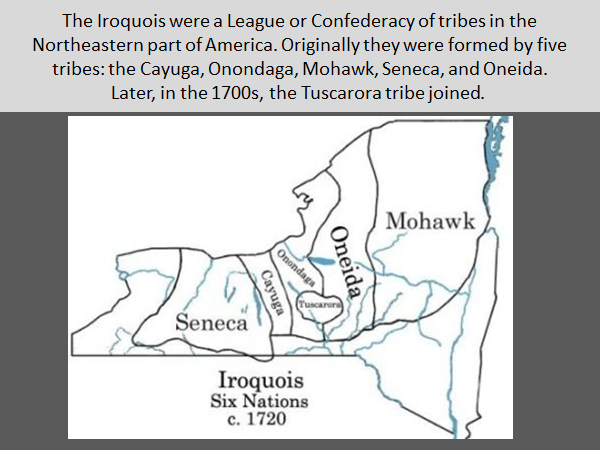 The Iroquois were a League or Confederacy of tribes in the
Northeastern part of America. Originally they were formed by five
tribes: the Cayuga, Onondaga, Mohawk, Seneca, and Oneida.
Later, in the 1700s, the Tuscarora tribe joined.
Mohawk
Oneida
Onondaga
Cayuga
Tuscarora
Seneca
Iroquois
Six Nations
c. 1720